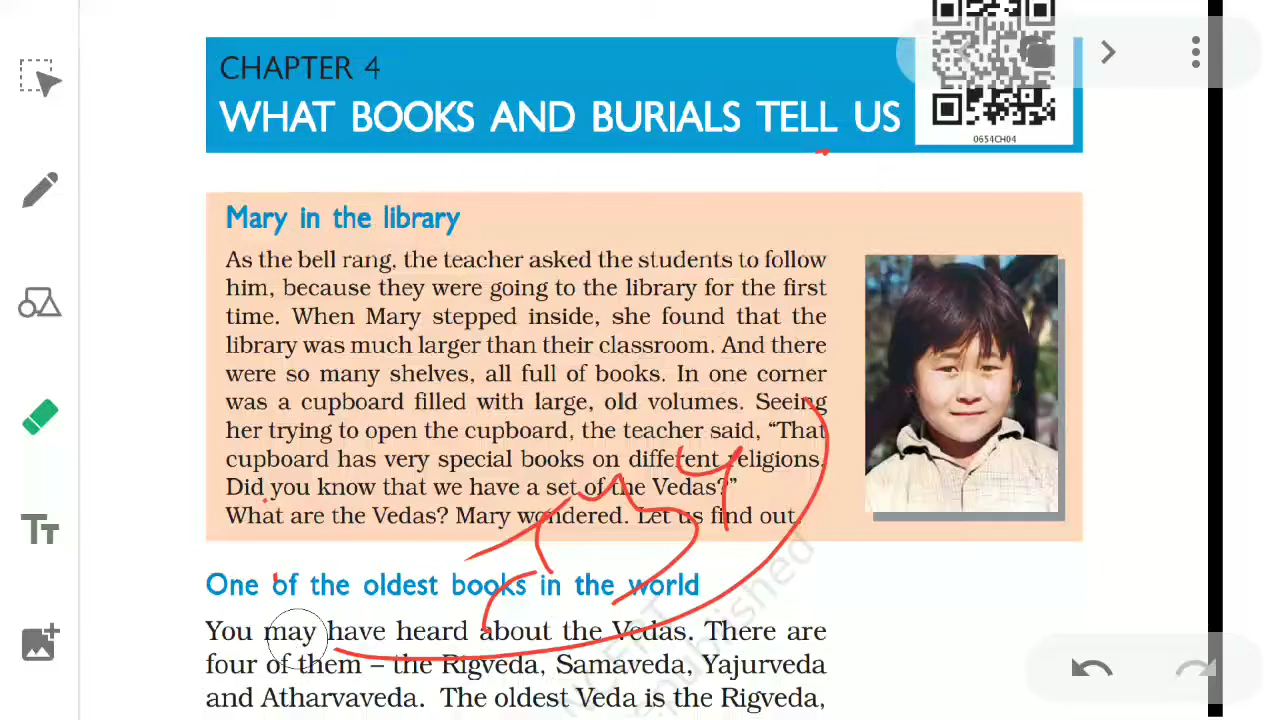 CHAPTER 4
WHAT BOOKS AND BURIALS TELL US
0654CH04
Mary in the library
As the bell rang, the teacher asked the students to follow
him, because they were going to the library for the first
time. When Mary stepped inside, she found that the
library was much larger than their classroom. And there
were so many shelves, all full of books. In one corner
was a cupboard filled with large, old volumes. Seeing
her trying to open the cupboard, the teacher said, “That
cupboard has very special books on different religions.
Did you know that we have a set of the Vedas?”
What are the Vedas? Mary wondered. Let us find out.
One of the oldest books in the world
You may have heard about the Vedas. There are
four of them – the Rigveda, Samaveda, Yajurveda
and Atharvaveda. The oldest Veda is the Rigveda,
NCERT
published
TT